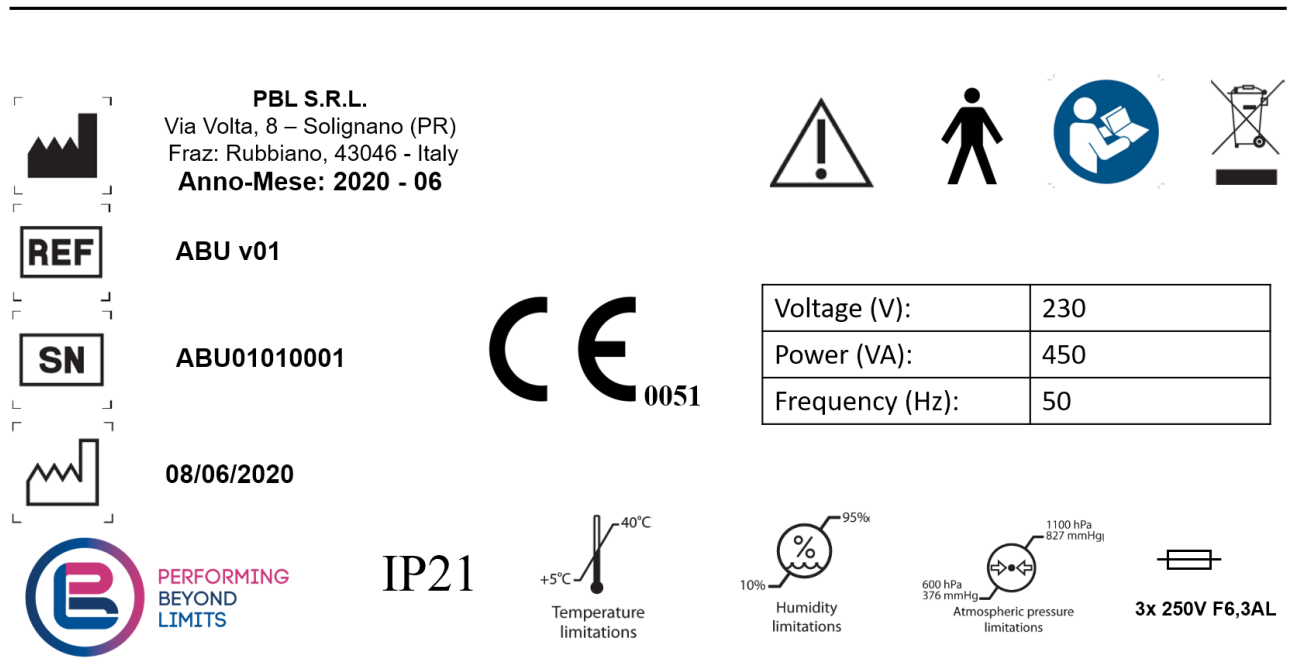 PBL S.R.L.
Via Volta, 8 – Solignano (PR)
Fraz: Rubbiano, 43046 - Italy
Anno-Mese: 2020 - 06
REF
ABU v01
SN
ABU01010001
08/06/2020
CE
0051
Voltage (V): 230
Power (VA): 450
Frequency (Hz): 50
PERFORMING
BEYOND
LIMITS
IP21
40°C
+5°C
Temperature
limitations
95%
%
10%
Humidity
limitations
1100 hPa
827 mmHg
600 hPa
376 mmHg
Atmospheric pressure
limitations
3x 250V F6,3AL